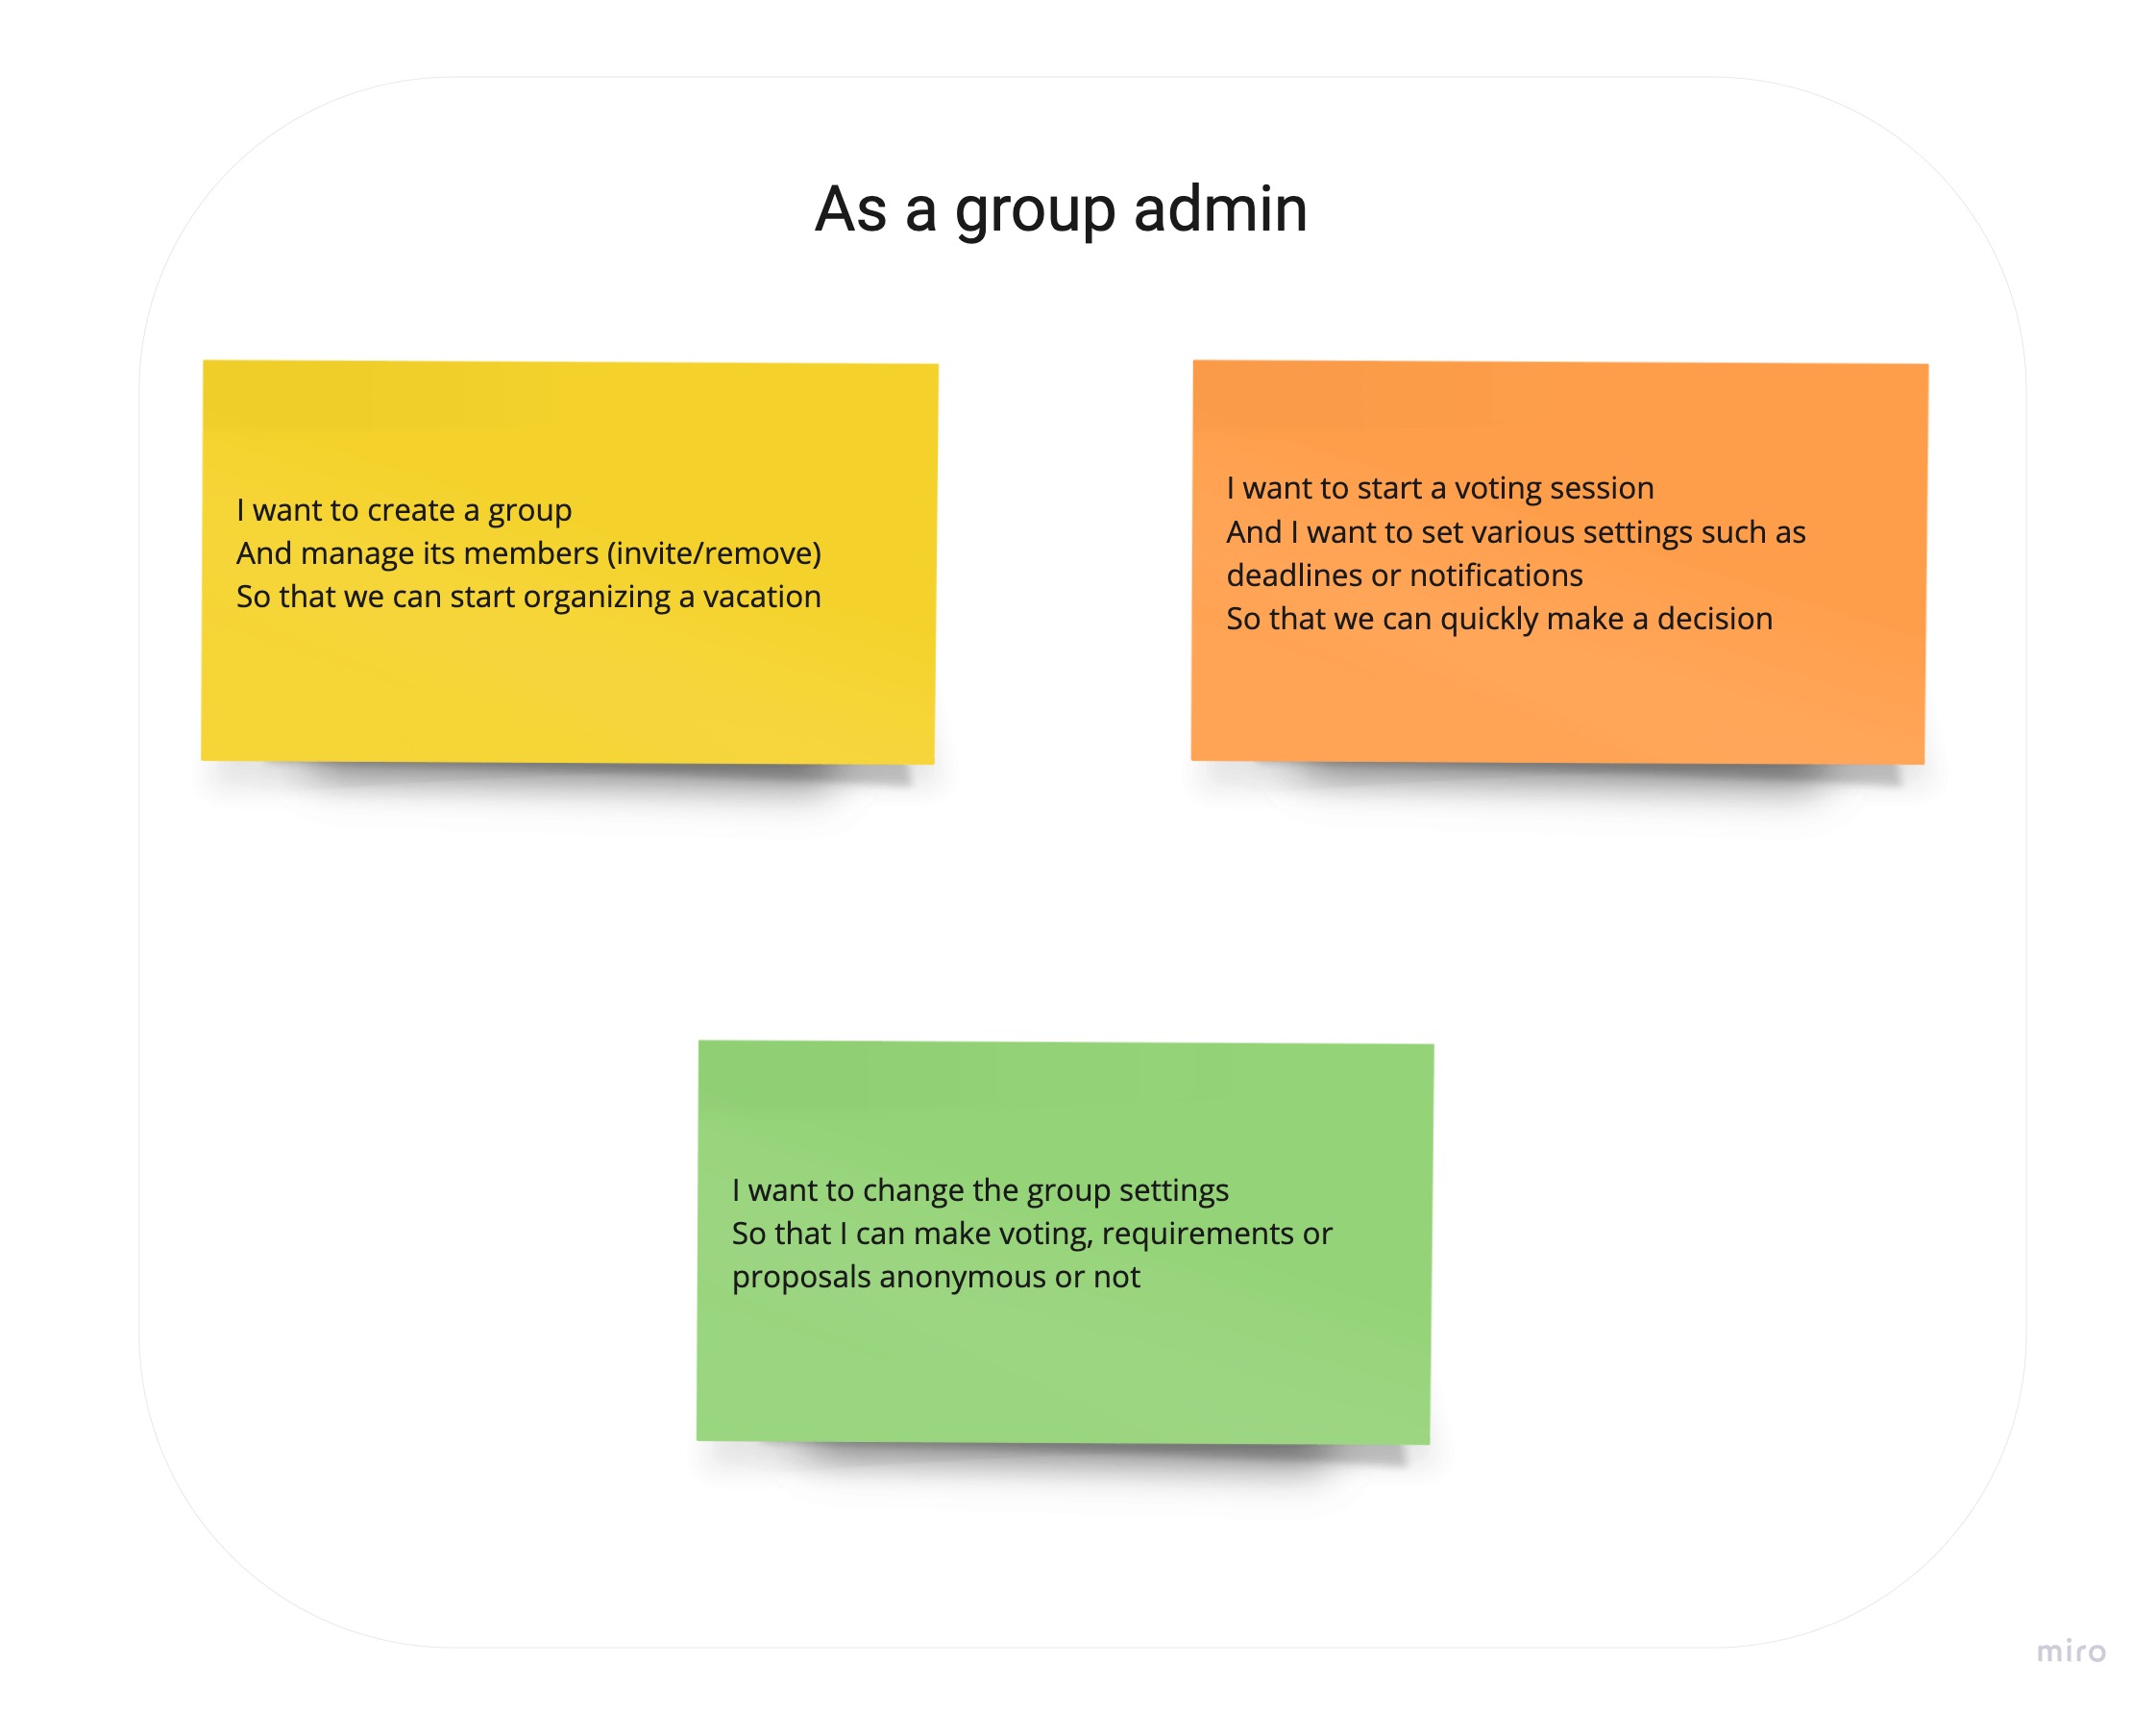 As a group admin
I want to create a group
And manage its members (invite/remove)
So that we can start organizing a vacation
I want to start a voting session
And I want to set various settings such as
deadlines or notifications
So that we can quickly make a decision
I want to change the group settings
So that I can make voting, requirements or
proposals anonymous or not
miro